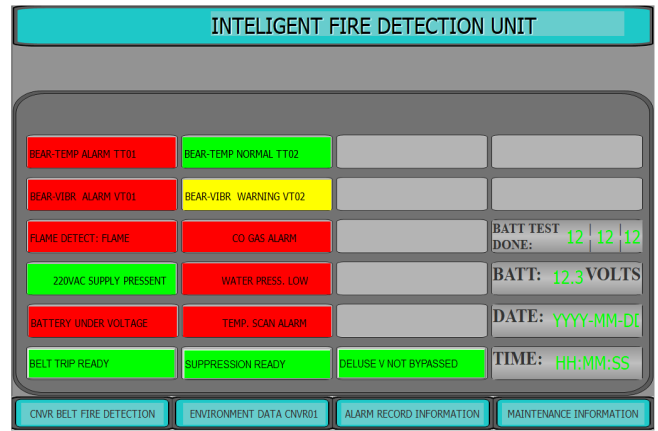 INTELIGENT FIRE DETECTION UNIT
BEAR-TEMP ALARM TT01
BEAR-TEMP NORMAL TT02
BEAR-VIBR. ALARM VT01
BEAR-VIBR WARNING VT02
FLAME DETECT: FLAME
CO GAS ALARM
BATT TEST
DONE:
12 | 12 | 12
220VAC SUPPLY PRESSENT
WATER PRESS. LOW
BATT: 12.3 VOLTS
BATTERY UNDER VOLTAGE
TEMP. SCAN ALARM
DATE: YYYY-MM-DD
BELT TRIP READY
SUPPRESSION READY
DELUSE V NOT BYPASSED
TIME: HH:MM:SS
CNVR BELT FIRE DETECTION
ENVIRONMENT DATA CNVR01
ALARM RECORD INFORMATION
MAINTENANCE INFORMATION